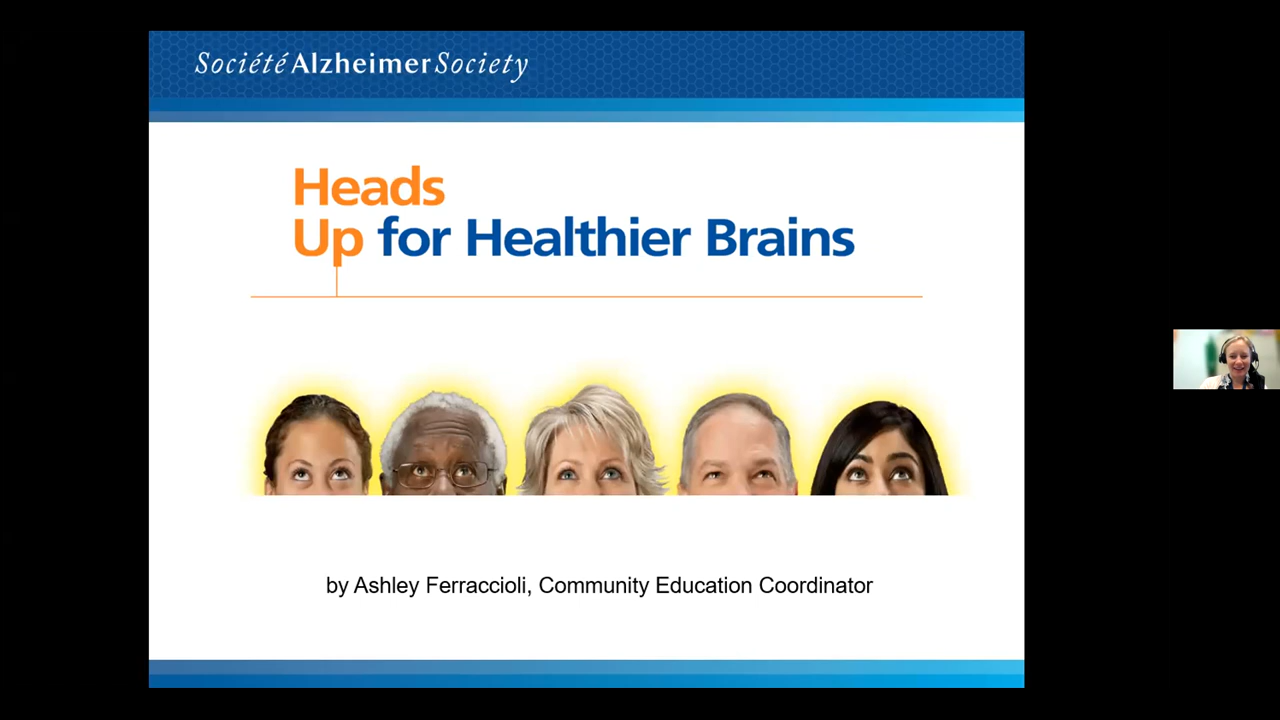 Société Alzheimer Society
Heads
Up for Healthier Brains
by Ashley Ferraccioli, Community Education Coordinator